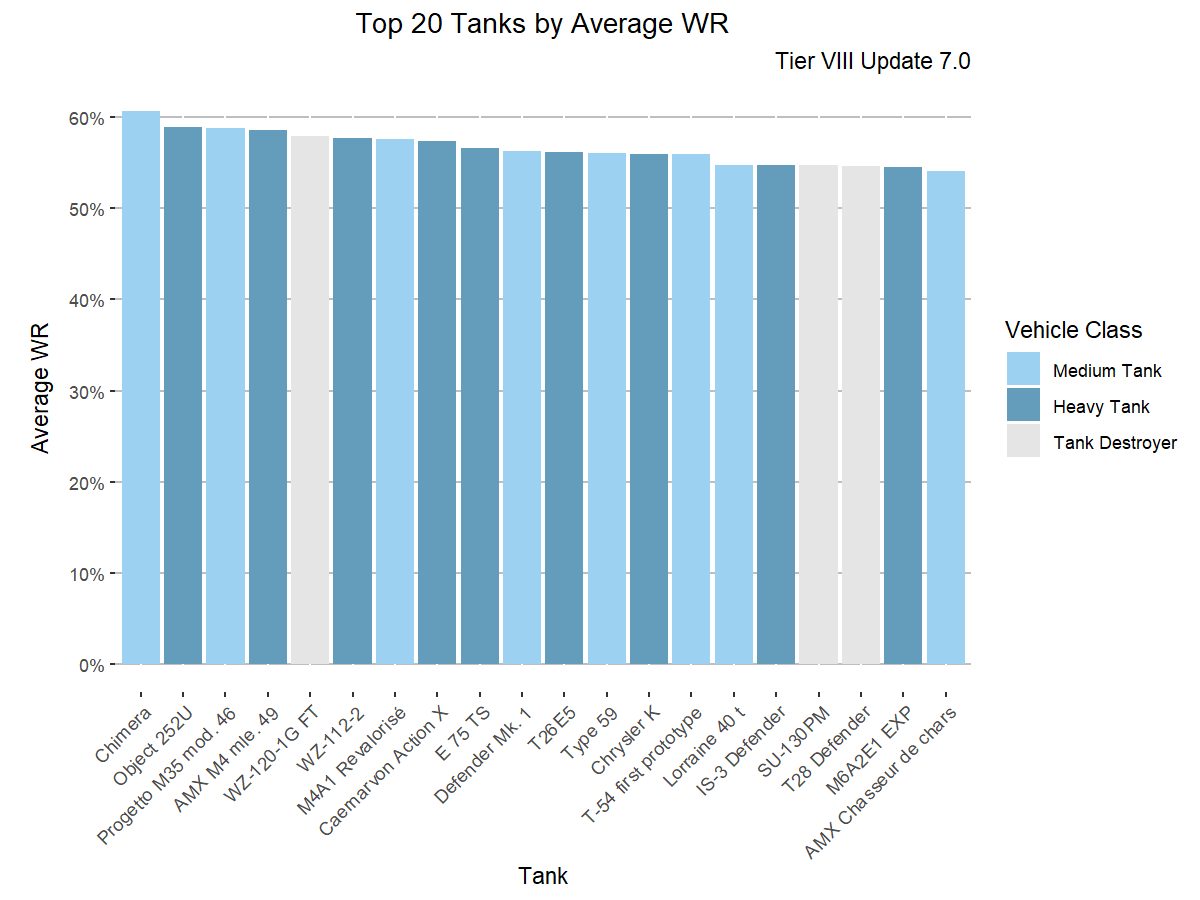 Top 20 Tanks by Average WR
Tier VIII Update 7.0
Average WR
60%
50%
40%
30%
20%
10%
0%
Chimera
Object 252U
Progetto M35 mod. 46
AMX M4 mle. 49
WZ-120-1G FT
WZ-112-2
M4A1 Revalorisé
Caernarvon Action X
E 75 TS
Defender Mk. 1
T26E5
Type 59
Chrysler K
T-54 first prototype
Lorraine 40 t
IS-3 Defender
SU-130PM
T28 Defender
M6A2E1 EXP
AMX Chasseur de chars
Tank
Vehicle Class
Medium Tank
Heavy Tank
Tank Destroyer